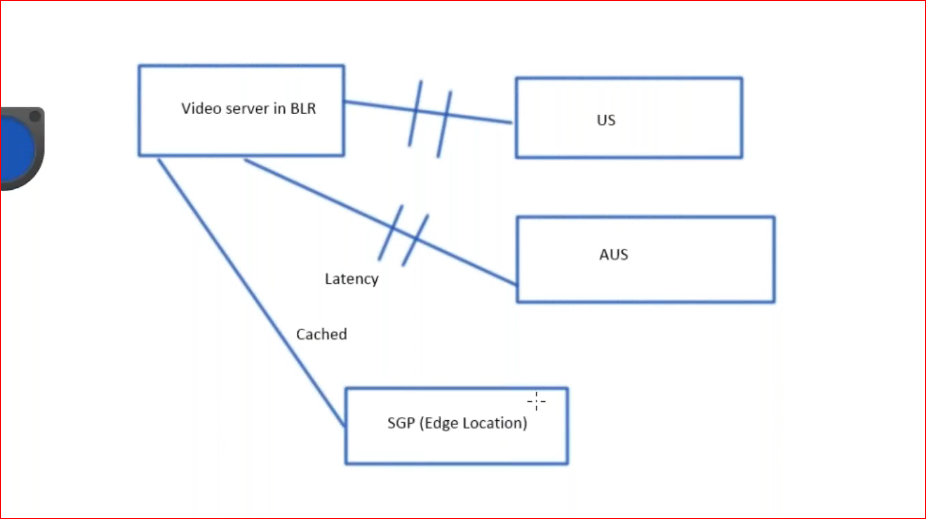 Video server in BLR
US
AUS
Latency
Cached
SGP (Edge Location)